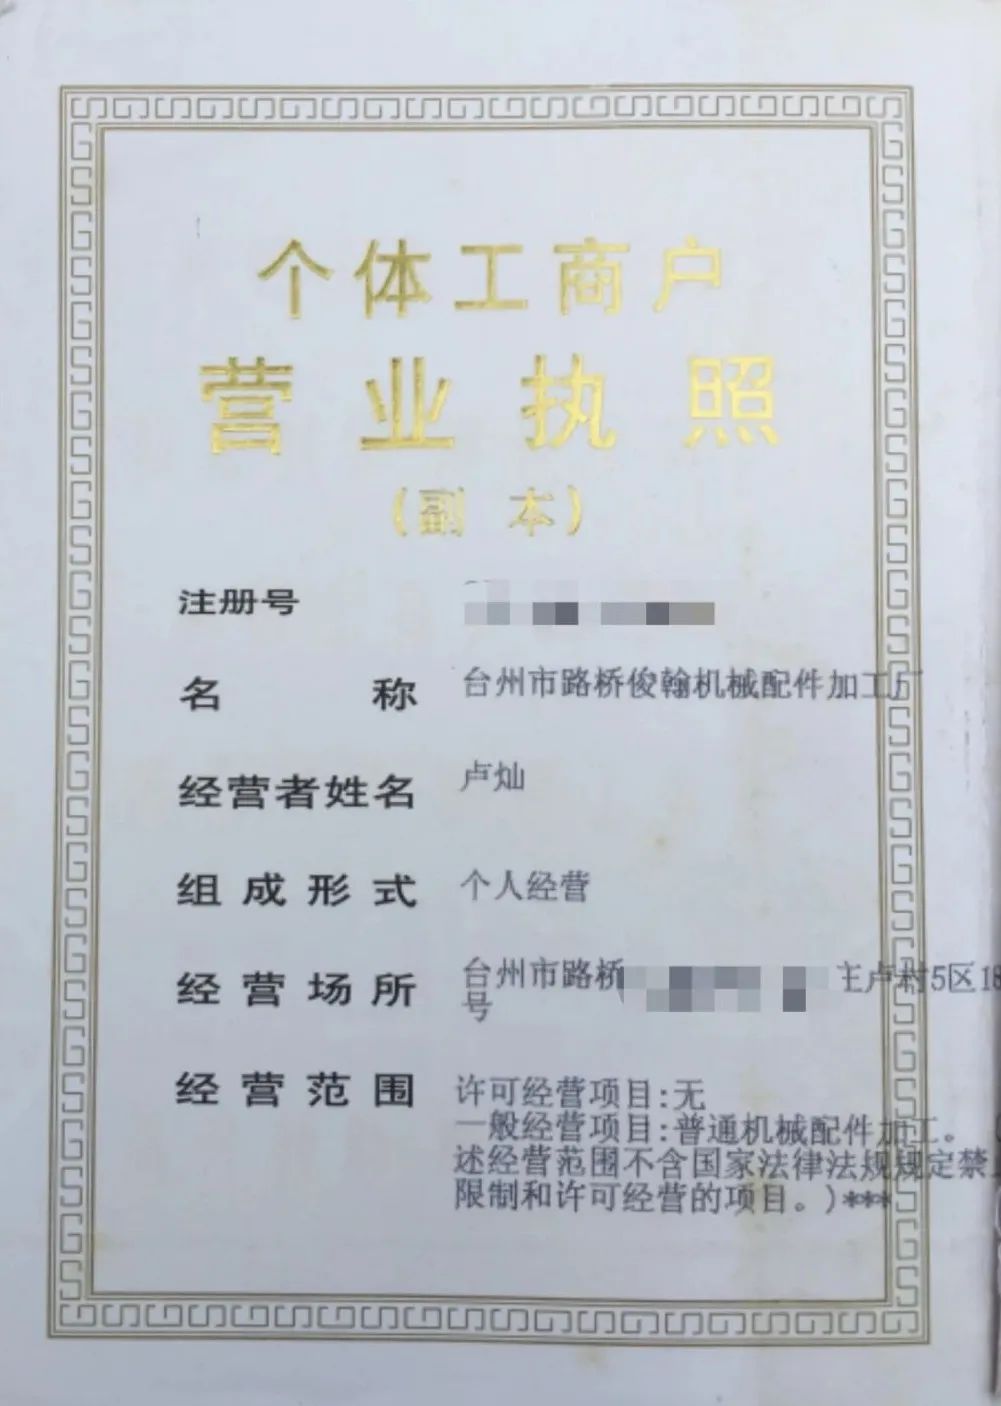 个体工商户
营业执照
(副本)
注册号
名称 台州市路桥俊翰机械配件加工厂
经营者姓名 卢灿
组成形式 个人经营
经营场所 台州市路桥 主卢村5区18
号
经营范围 许可经营项目:无
一般经营项目:普通机械配件加工。
述经营范围不含国家法律法规规定禁
限制和许可经营的项目。)***